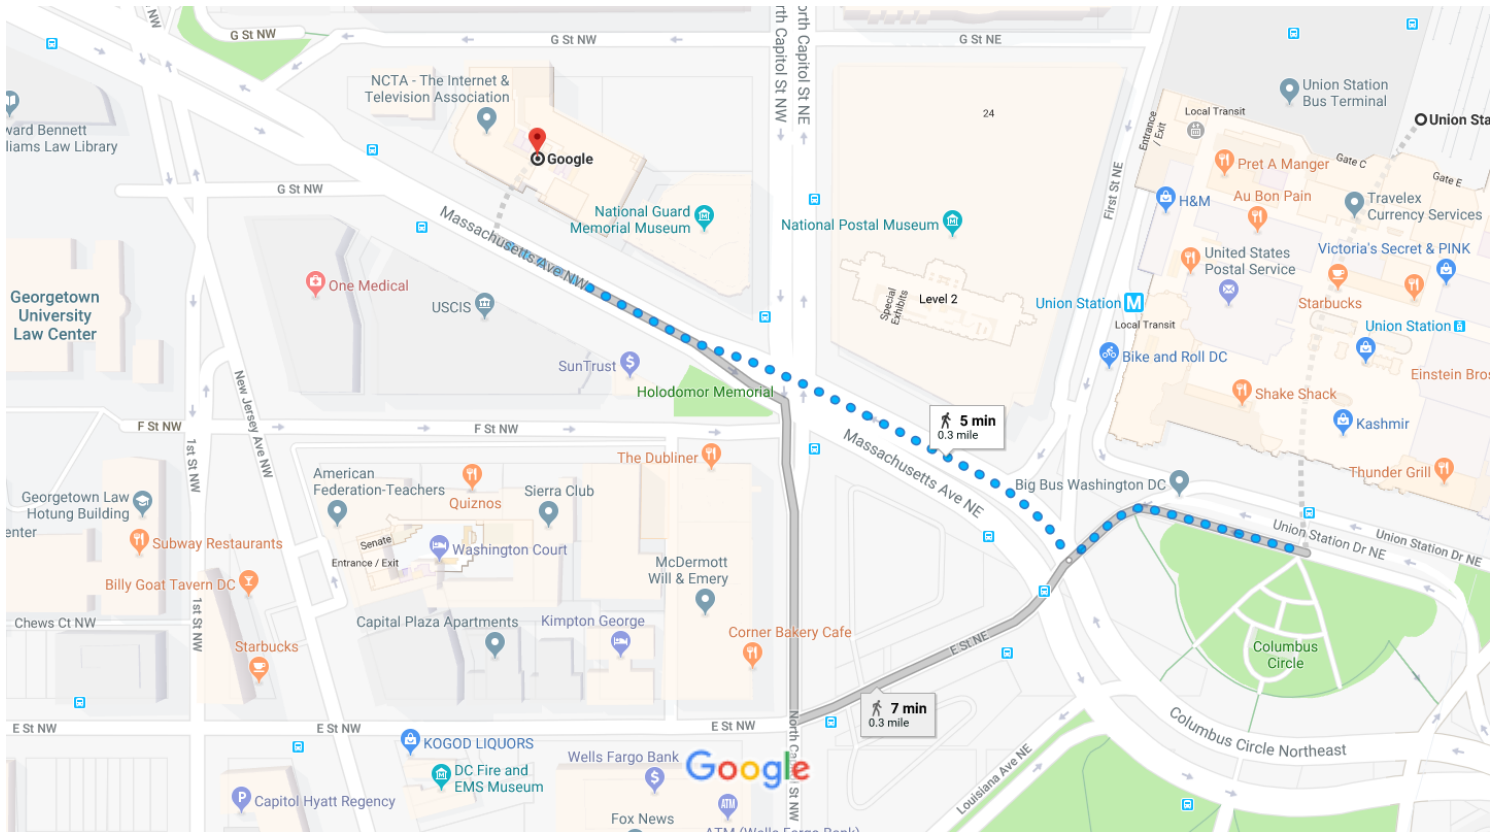 NW
G St NW
G St NW
G St NE
North Capitol St NE
NCTA - The Internet &
Television Association
24
Union Station
Bus Terminal
Local Transit
Entrance
/ Exit
Union Sta
Google
ward Bennett
liams Law Library
Pret A Manger
Gate C
Gate E
G St NW
Au Bon Pain
H&M
Travelex
Currency Services
First St NE
National Guard
Memorial Museum
National Postal Museum
Massachusetts Ave NW
United States
Postal Service
Victoria's Secret & PINK
One Medical
USCIS
Georgetown
University
Law Center
Special
Exhibits
Level 2
Union Station
M
Starbucks
Local Transit
Union Station
Bike and Roll DC
SunTrust
Einstein Bros
Holodomor Memorial
Shake Shack
New Jersey Ave NW
5 min
0.3 mile
Kashmir
F St NW
F St NW
Massachusetts Ave NE
1st St NW
The Dubliner
Thunder Grill
American
Federation-Teachers
Quiznos
Sierra Club
Big Bus Washington DC
Georgetown Law
Hotung Building
enter
Union Station Dr NE
Union Station Dr NE
Subway Restaurants
Senate
Entrance / Exit
Washington Court
McDermott
Will & Emery
Billy Goat Tavern DC
1st St NW
Chews Ct NW
Capital Plaza Apartments
Kimpton George
Corner Bakery Cafe
E St NE
Starbucks
Columbus
Circle
7 min
0.3 mile
E St NW
E St NW
E St NW
Columbus Circle Northeast
KOGOD LIQUORS
Wells Fargo Bank
Google
St NW
DC Fire and
EMS Museum
Louisiana Ave NE
Capitol Hyatt Regency
P
ATM
Fox News
ATM (Wells Fargo Bank)